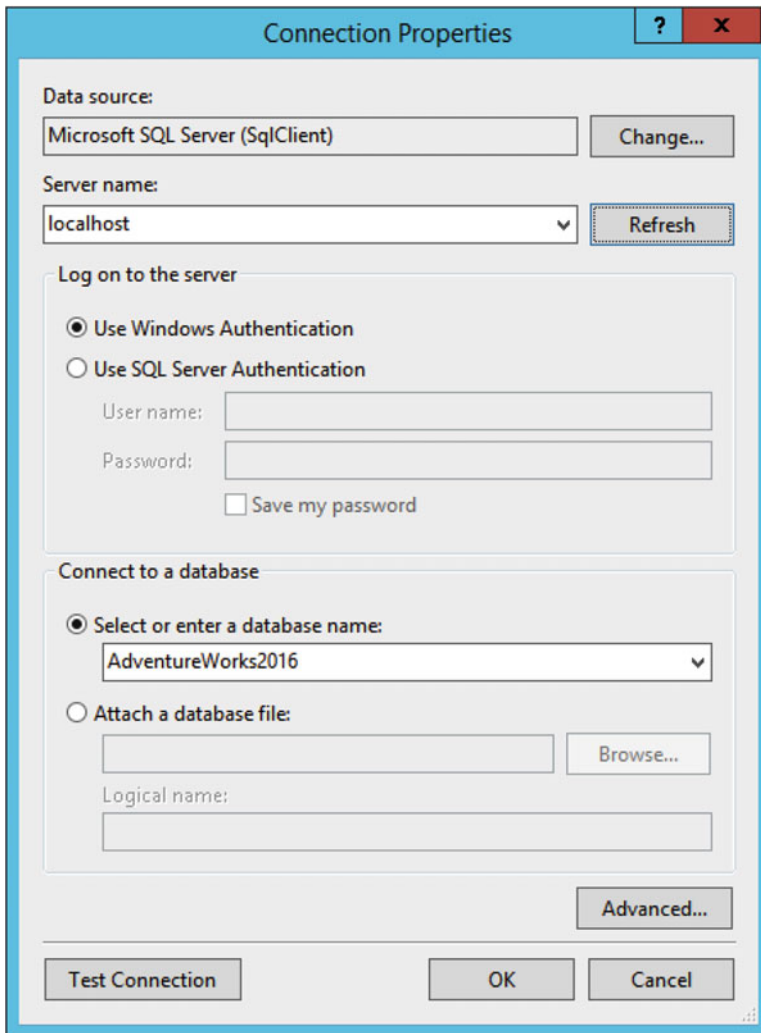 Connection Properties
?
x
Data source:
Microsoft SQL Server (SqlClient)
Change...
Server name:
localhost
Refresh
Log on to the server
Use Windows Authentication
Use SQL Server Authentication
User name:
Password:
Save my password
Connect to a database
Select or enter a database name:
AdventureWorks2016
Attach a database file:
Browse...
Logical name:
Advanced...
Test Connection
OK
Cancel